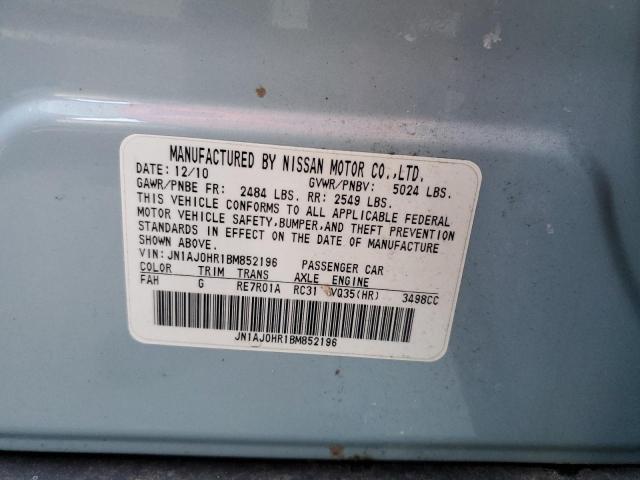 MANUFACTURED BY NISSAN MOTOR CO.,LTD.
DATE: 12/10 GVWR/PNBV: 5024 LBS.
GAWR/PNBE FR: 2484 LBS. RR: 2549 LBS.
THIS VEHICLE CONFORMS TO ALL APPLICABLE FEDERAL
MOTOR VEHICLE SAFETY,BUMPER,AND THEFT PREVENTION
STANDARDS IN EFFECT ON THE DATE OF MANUFACTURE
SHOWN ABOVE.
VIN: JN1AJ0HR1BM852196 PASSENGER CAR
COLOR TRIM TRANS AXLE ENGINE
FAH G RE7R01A RC31 VQ35(HR) 3498CC
JN1AJ0HR1BM852196